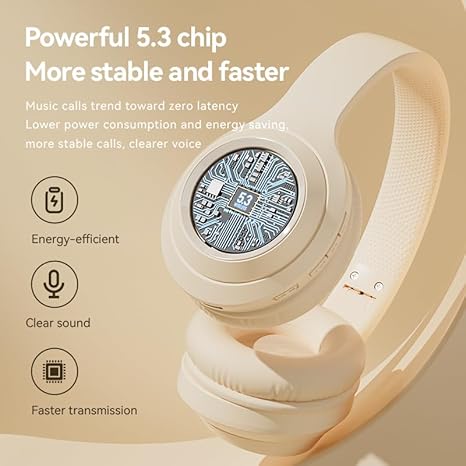 Powerful 5.3 chip
More stable and faster
Music calls trend toward zero latency
Lower power consumption and energy saving,
more stable calls, clearer voice
5.3
Energy-efficient
Clear sound
Faster transmission